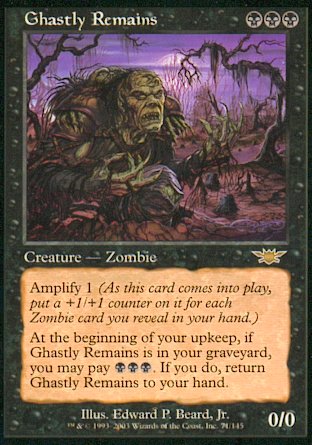 Ghastly Remains
Creature — Zombie
Amplify 1 (As this card comes into play,
put a +1/+1 counter on it for each
Zombie card you reveal in your hand.)
At the beginning of your upkeep, if
Ghastly Remains is in your graveyard,
you may pay. If you do, return
Ghastly Remains to your hand.
0/0
Illus. Edward P. Beard, Jr.
™ & © 1993-2003 Wizards of the Coast, Inc. 71/145